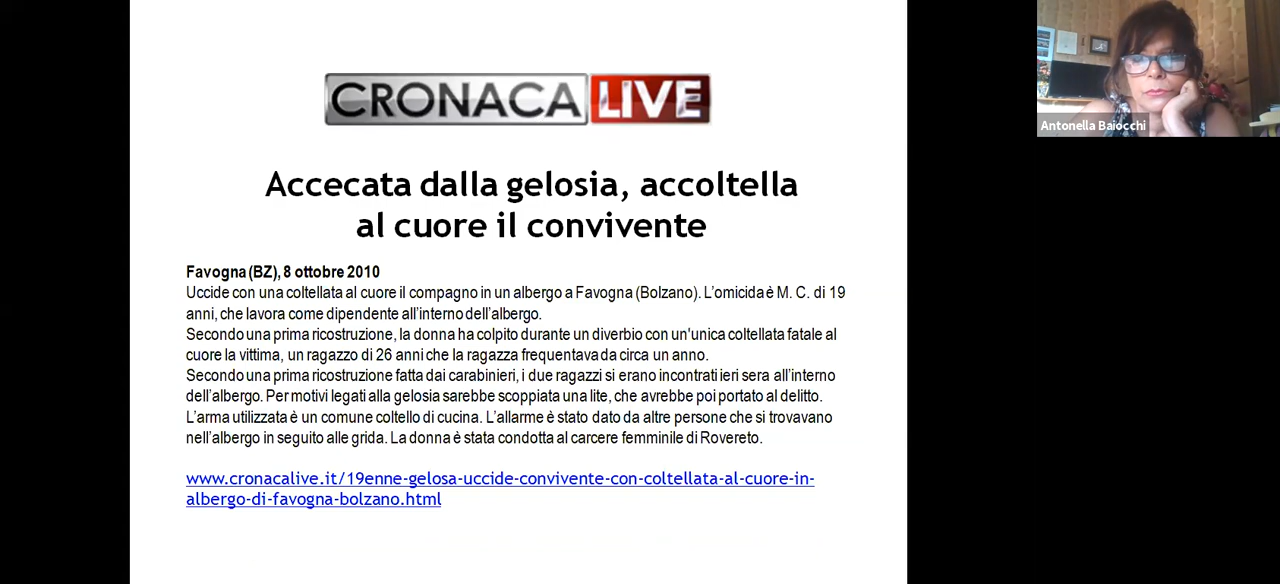 CRONACA LIVE
Accecata dalla gelosia, accoltella
al cuore il convivente
Favogna (BZ), 8 ottobre 2010
Uccide con una coltellata al cuore il compagno in un albergo a Favogna (Bolzano). L'omicida è M. C. di 19
anni, che lavora come dipendente all'interno dell'albergo.
Secondo una prima ricostruzione, la donna ha colpito durante un diverbio con un'unica coltellata fatale al
cuore la vittima, un ragazzo di 26 anni che la ragazza frequentava da circa un anno.
Secondo una prima ricostruzione fatta dai carabinieri, i due ragazzi si erano incontrati ieri sera all'interno
dell'albergo. Per motivi legati alla gelosia sarebbe scoppiata una lite, che avrebbe poi portato al delitto.
L'arma utilizzata è un comune coltello di cucina. L'allarme è stato dato da altre persone che si trovavano
nell'albergo in seguito alle grida. La donna è stata condotta al carcere femminile di Rovereto.
www.cronacalive.it/19enne-gelosa-uccide-convivente-con-coltellata-al-cuore-in-
albergo-di-favogna-bolzano.html
Antonella Baiocchi